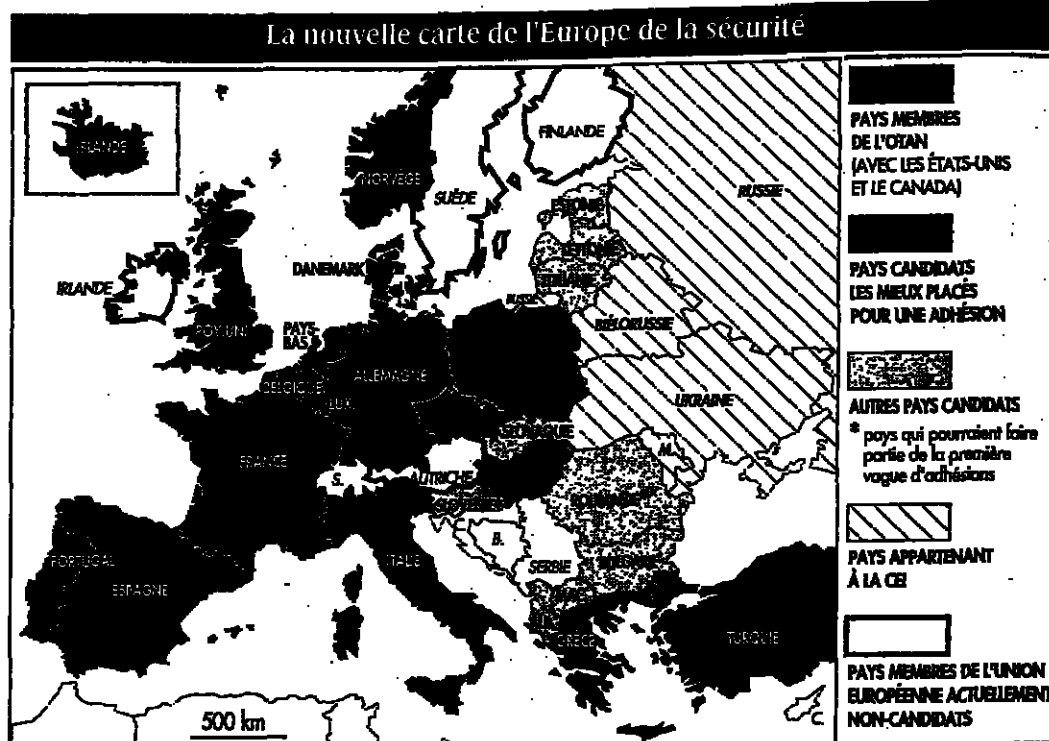 La nouvelle carte de l'Europe de la sécurité
ISLANDE
NORVÈGE
SUÈDE
FINLANDE
RUSSIE
ESTONIE
LETTONIE
LITUANIE
DANEMARK
IRLANDE
ROY.-UNI
PAYS-
BAS
RUSSIE
BIÉLORUSSIE
BELGIQUE
ALLEMAGNE
LUX.
UKRAINE
SLOVAQUIE
FRANCE
S.
AUTRICHE
M.
ROUMANIE
B.
SERBIE
PORTUGAL
ESPAGNE
ITALIE
GRÈCE
TURQUIE
C.
500 km
PAYS MEMBRES
DE L'OTAN
(AVEC LES ÉTATS-UNIS
ET LE CANADA)
PAYS CANDIDATS
LES MIEUX PLACÉS
POUR UNE ADHÉSION
AUTRES PAYS CANDIDATS
* pays qui pourraient faire
partie de la première
vague d'adhésions
PAYS APPARTENANT
À LA CEI
PAYS MEMBRES DE L'UNION
EUROPÉENNE ACTUELLEMENT
NON-CANDIDATS